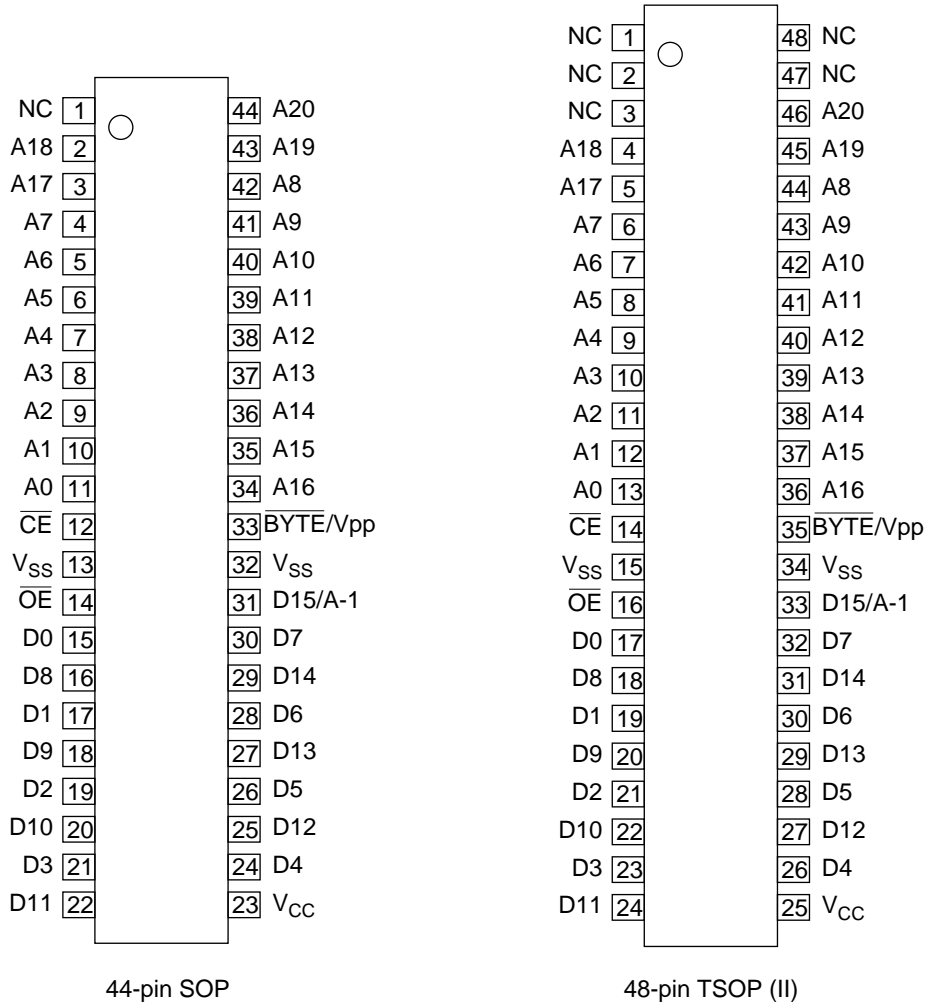 NC 1
A18 2
A17 3
A7 4
A6 5
A5 6
A4 7
A3 8
A2 9
A1 10
A0 11
C̅E̅ 12
VSS 13
O̅E̅ 14
D0 15
D8 16
D1 17
D9 18
D2 19
D10 20
D3 21
D11 22
44 A20
43 A19
42 A8
41 A9
40 A10
39 A11
38 A12
37 A13
36 A14
35 A15
34 A16
33 B̅Y̅T̅E̅/Vpp
32 VSS
31 D15/A-1
30 D7
29 D14
28 D6
27 D13
26 D5
25 D12
24 D4
23 VCC
44-pin SOP
NC 1
NC 2
NC 3
A18 4
A17 5
A7 6
A6 7
A5 8
A4 9
A3 10
A2 11
A1 12
A0 13
C̅E̅ 14
VSS 15
O̅E̅ 16
D0 17
D8 18
D1 19
D9 20
D2 21
D10 22
D3 23
D11 24
48 NC
47 NC
46 A20
45 A19
44 A8
43 A9
42 A10
41 A11
40 A12
39 A13
38 A14
37 A15
36 A16
35 B̅Y̅T̅E̅/Vpp
34 VSS
33 D15/A-1
32 D7
31 D14
30 D6
29 D13
28 D5
27 D12
26 D4
25 VCC
48-pin TSOP (II)